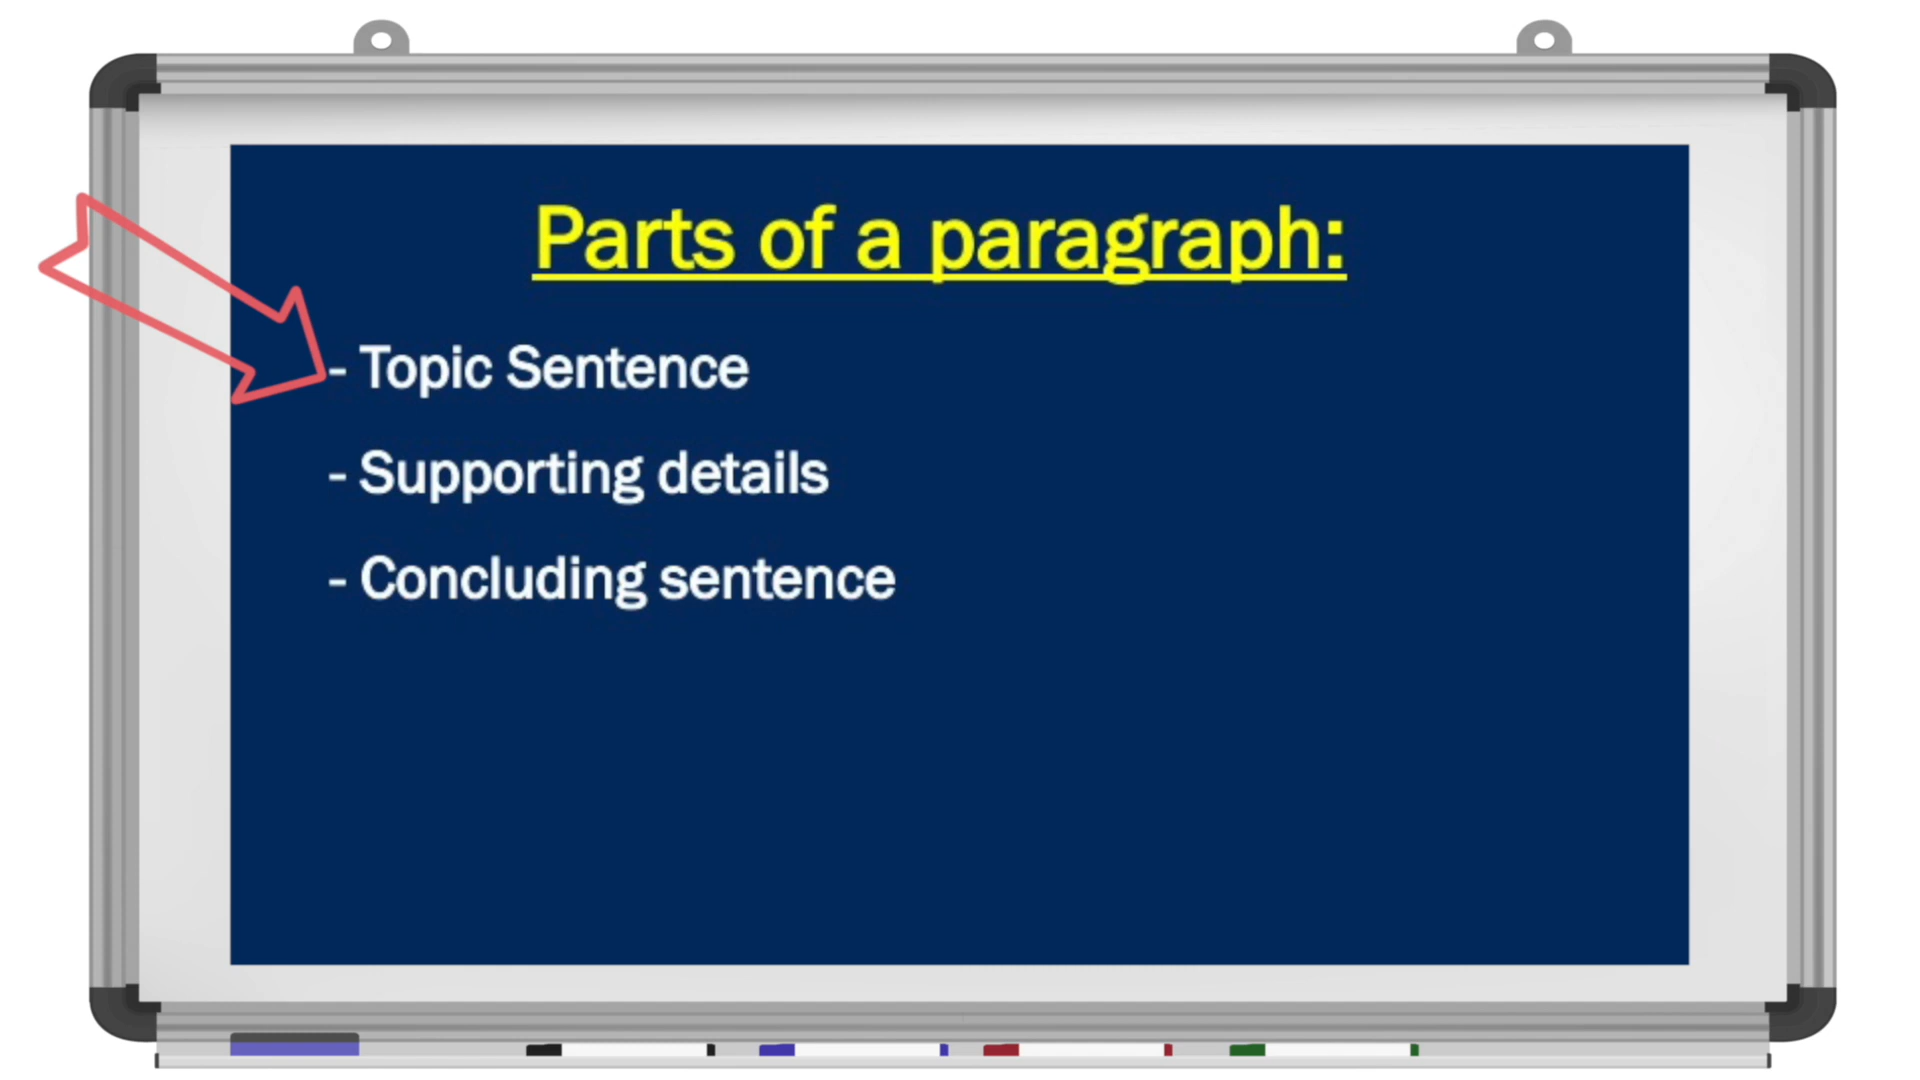 Parts of a paragraph:
- Topic Sentence
- Supporting details
- Concluding sentence